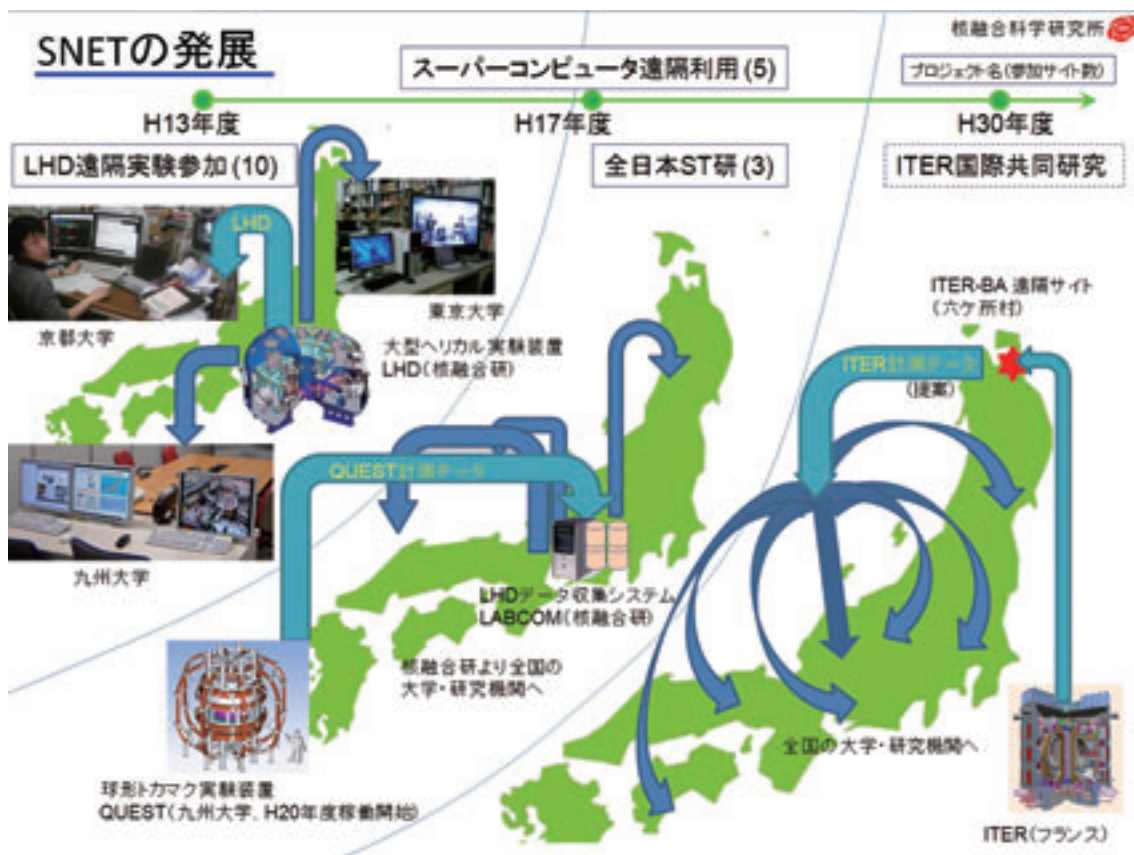 SNETの発展
核融合科学研究所
スーパーコンピュータ遠隔利用(5)
プロジェクト名(参加サイト数)
H13年度
H17年度
H30年度
LHD遠隔実験参加(10)
全日本ST研(3)
ITER国際共同研究
LHD
京都大学
東京大学
大型ヘリカル実験装置
LHD(核融合研)
九州大学
QUEST計測データ
LHDデータ収集システム
LABCOM(核融合研)
核融合研より全国の
大学・研究機関へ
球形トカマク実験装置
QUEST(九州大学、H20年度稼働開始)
ITER-BA 遠隔サイト
(六ケ所村)
ITER計測データ
(提案)
全国の大学・研究機関へ
ITER(フランス)